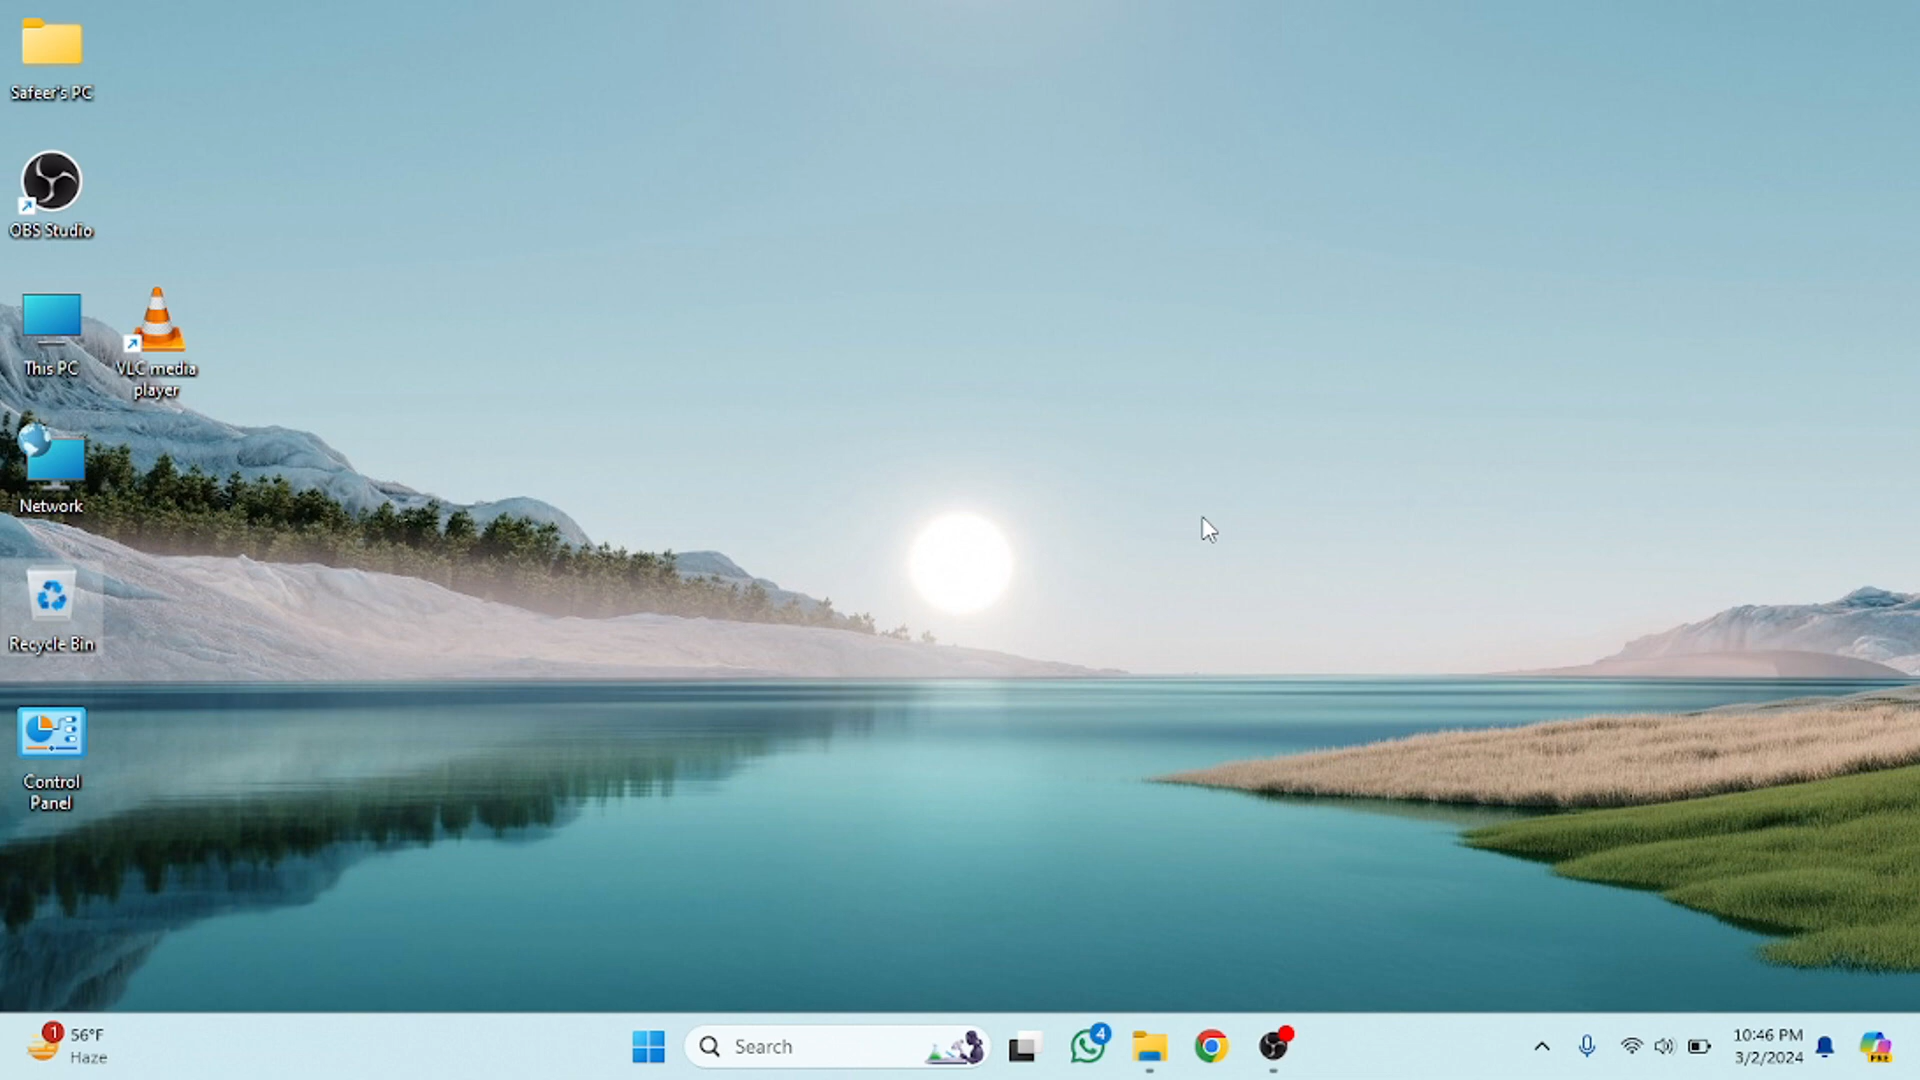 Safeer's PC
OBS Studio
This PC
VLC media
player
Network
Recycle Bin
Control
Panel
1
56°F
Haze
Search
4
10:46 PM
3/2/2024
PRE